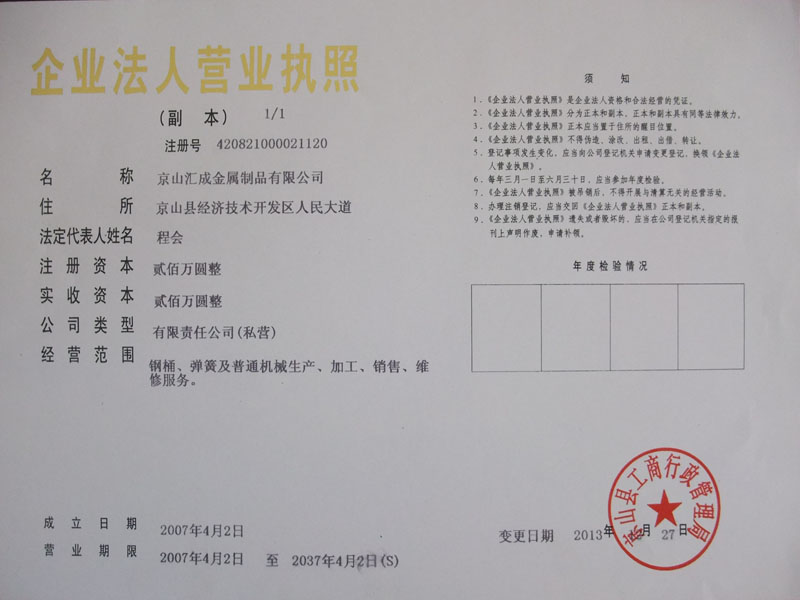 企业法人营业执照
(副 本) 1/1
注册号 420821000021120
名 称 京山汇成金属制品有限公司
住 所 京山县经济技术开发区人民大道
法定代表人姓名 程会
注 册 资 本 贰佰万圆整
实 收 资 本 贰佰万圆整
公 司 类 型 有限责任公司(私营)
经 营 范 围 钢桶、弹簧及普通机械生产、加工、销售、维
修服务。
成 立 日 期 2007年4月2日
营 业 期 限 2007年4月2日 至 2037年4月2日(S)
须 知
1．《企业法人营业执照》是企业法人资格和合法经营的凭证。
2．《企业法人营业执照》分为正本和副本，正本和副本具有同等法律效力。
3．《企业法人营业执照》正本应当置于住所的醒目位置。
4．《企业法人营业执照》不得伪造、涂改、出租、出借、转让。
5．登记事项发生变化，应当向公司登记机关申请变更登记，换领《企业法
人营业执照》。
6．每年三月一日至六月三十日，应当参加年度检验。
7．《企业法人营业执照》被吊销后，不得开展与清算无关的经营活动。
8．办理注销登记，应当交回《企业法人营业执照》正本和副本。
9．《企业法人营业执照》遗失或者毁坏的，应当在公司登记机关指定的报
刊上声明作废，申请补领。
年度检验情况
京山县工商行政管理局
变更日期 2013年 月27日